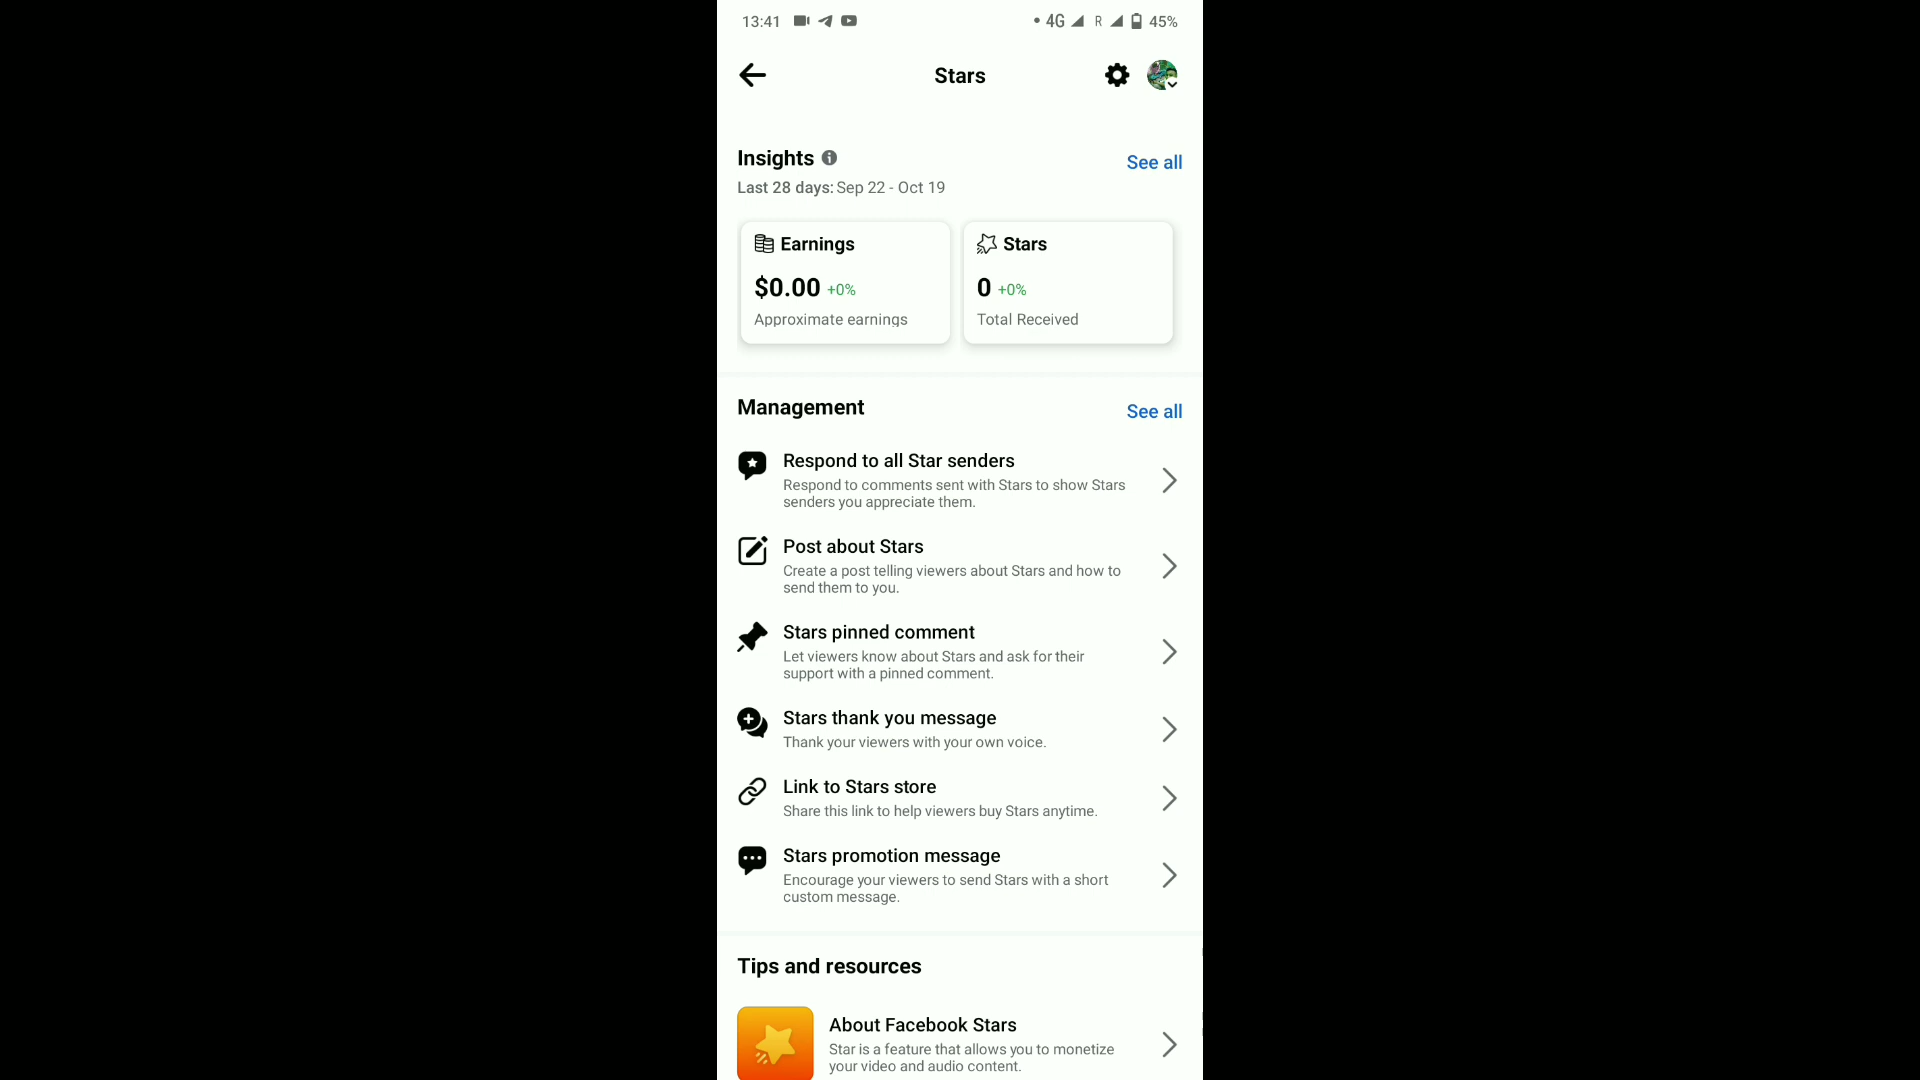 13:41
4G R 45%
Stars
Insights
See all
Last 28 days: Sep 22 - Oct 19
Earnings
$0.00 +0%
Approximate earnings
Stars
0 +0%
Total Received
Management
See all
Respond to all Star senders
Respond to comments sent with Stars to show Stars
senders you appreciate them.
Post about Stars
Create a post telling viewers about Stars and how to
send them to you.
Stars pinned comment
Let viewers know about Stars and ask for their
support with a pinned comment.
Stars thank you message
Thank your viewers with your own voice.
Link to Stars store
Share this link to help viewers buy Stars anytime.
Stars promotion message
Encourage your viewers to send Stars with a short
custom message.
Tips and resources
About Facebook Stars
Star is a feature that allows you to monetize
your video and audio content.